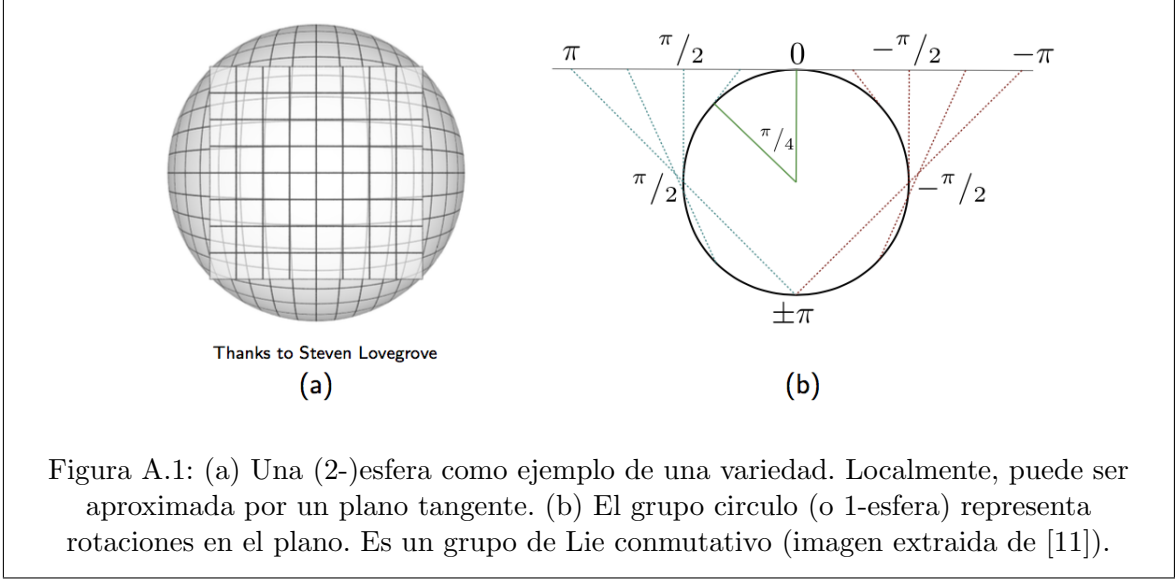 π π/2 0 −π/2 −π
π/4
π/2 −π/2
±π
Thanks to Steven Lovegrove
(a) (b)
Figura A.1: (a) Una (2-)esfera como ejemplo de una variedad. Localmente, puede ser
aproximada por un plano tangente. (b) El grupo circulo (o 1-esfera) representa
rotaciones en el plano. Es un grupo de Lie conmutativo (imagen extraida de [11]).